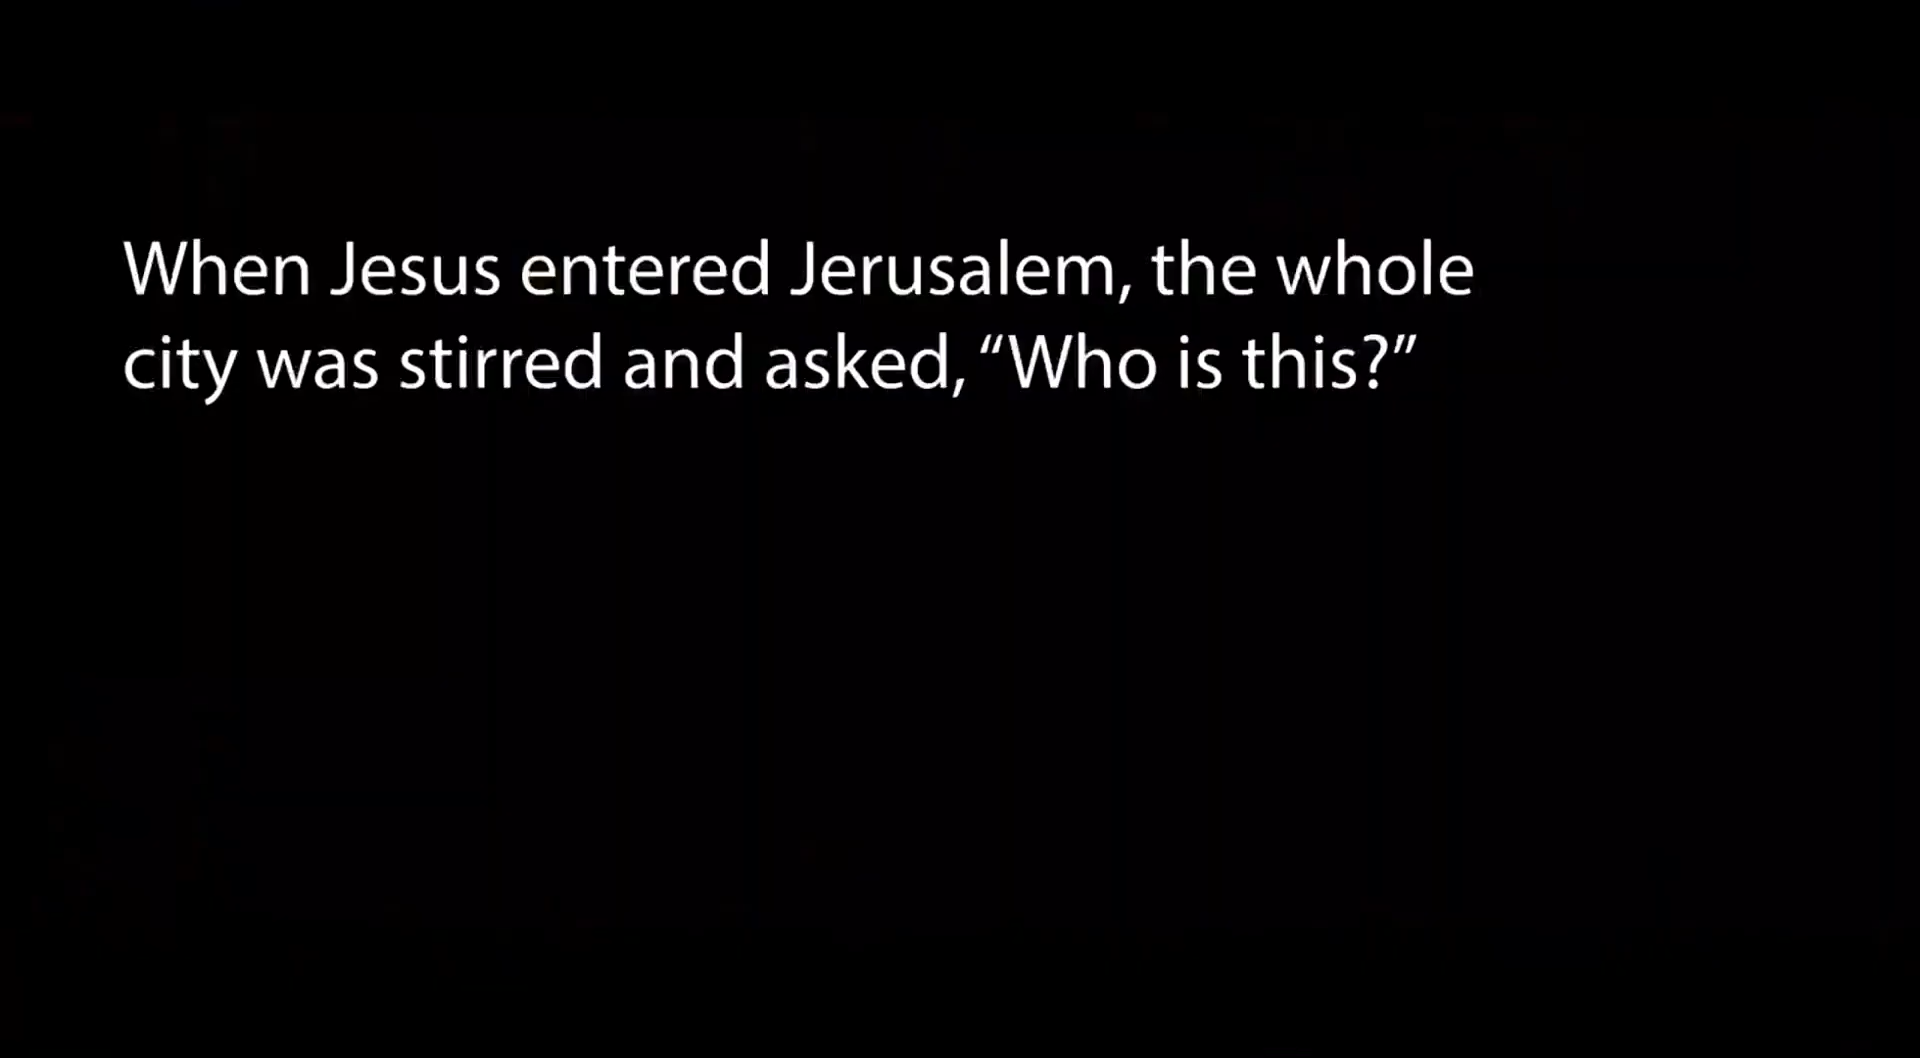 When Jesus entered Jerusalem, the whole
city was stirred and asked, “Who is this?”